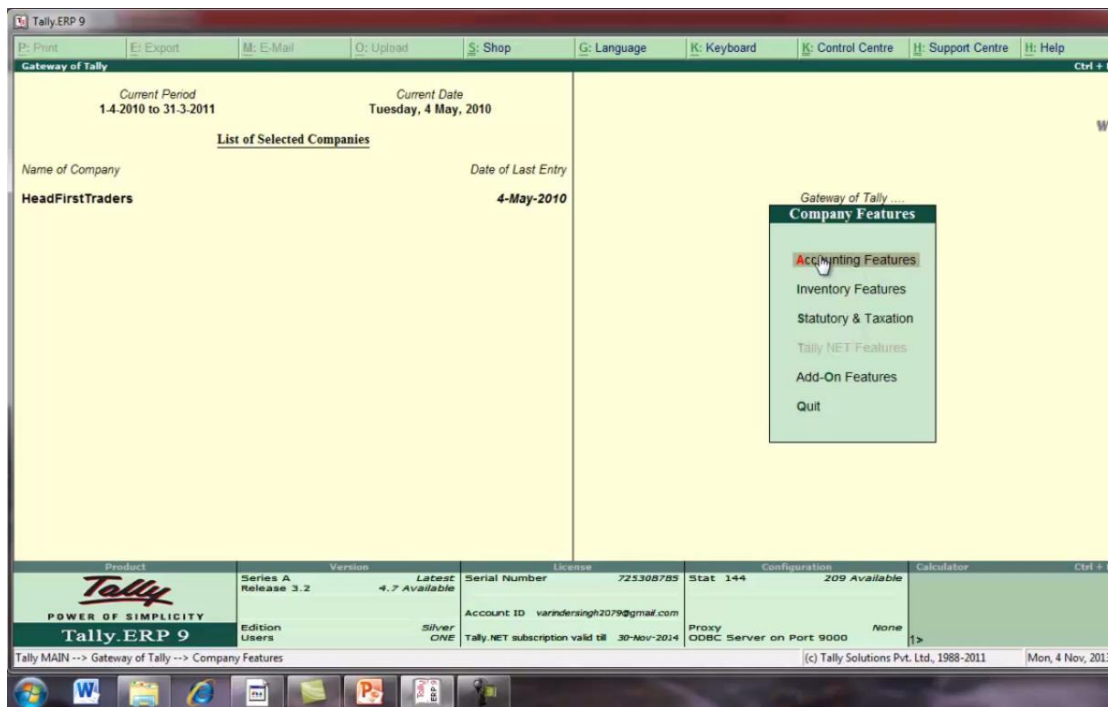 Tally.ERP 9
P: Print E: Export M: E-Mail O: Upload S: Shop G: Language K: Keyboard K: Control Centre H: Support Centre H: Help
Gateway of Tally Ctrl +
Current Period Current Date
1-4-2010 to 31-3-2011 Tuesday, 4 May, 2010
List of Selected Companies
Name of Company Date of Last Entry
HeadFirstTraders 4-May-2010
W
Gateway of Tally ....
Company Features
Accounting Features
Inventory Features
Statutory & Taxation
Tally.NET Features
Add-On Features
Quit
Product Version License Configuration Calculator Ctrl +
Tally
POWER OF SIMPLICITY
Tally.ERP 9
Series A Latest
Release 3.2 4.7 Available
Edition Silver
Users ONE
Serial Number 725308785
Account ID varindersingh2079@gmail.com
Tally.NET subscription valid till 30-Nov-2014
Stat 144 209 Available
Proxy None
ODBC Server on Port 9000
1>
Tally MAIN --> Gateway of Tally --> Company Features (c) Tally Solutions Pvt. Ltd., 1988-2011 Mon, 4 Nov, 2013